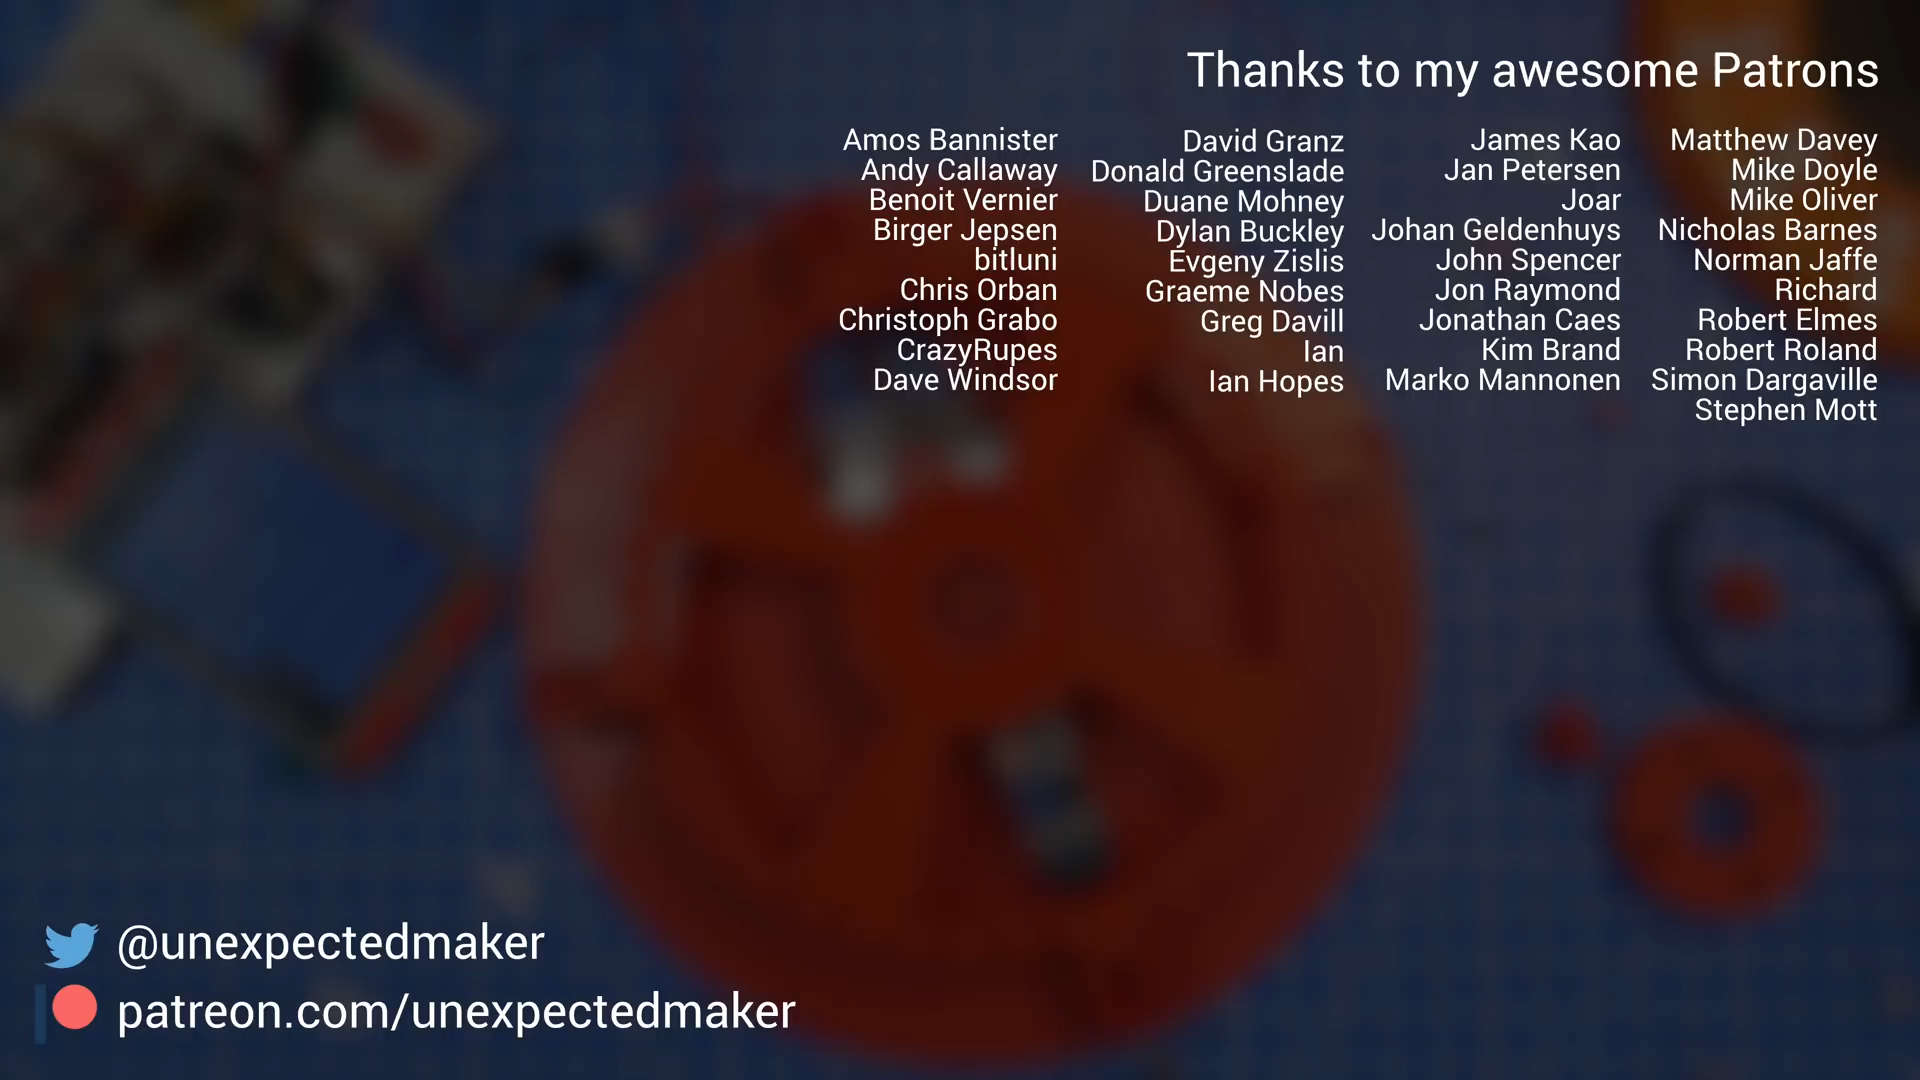 Thanks to my awesome Patrons
Amos Bannister
Andy Callaway
Benoit Vernier
Birger Jepsen
bitluni
Chris Orban
Christoph Grabo
CrazyRupes
Dave Windsor
David Granz
Donald Greenslade
Duane Mohney
Dylan Buckley
Evgeny Zislis
Graeme Nobes
Greg Davill
Ian
Ian Hopes
James Kao
Jan Petersen
Joar
Johan Geldenhuys
John Spencer
Jon Raymond
Jonathan Caes
Kim Brand
Marko Mannonen
Matthew Davey
Mike Doyle
Mike Oliver
Nicholas Barnes
Norman Jaffe
Richard
Robert Elmes
Robert Roland
Simon Dargaville
Stephen Mott
@unexpectedmaker
patreon.com/unexpectedmaker